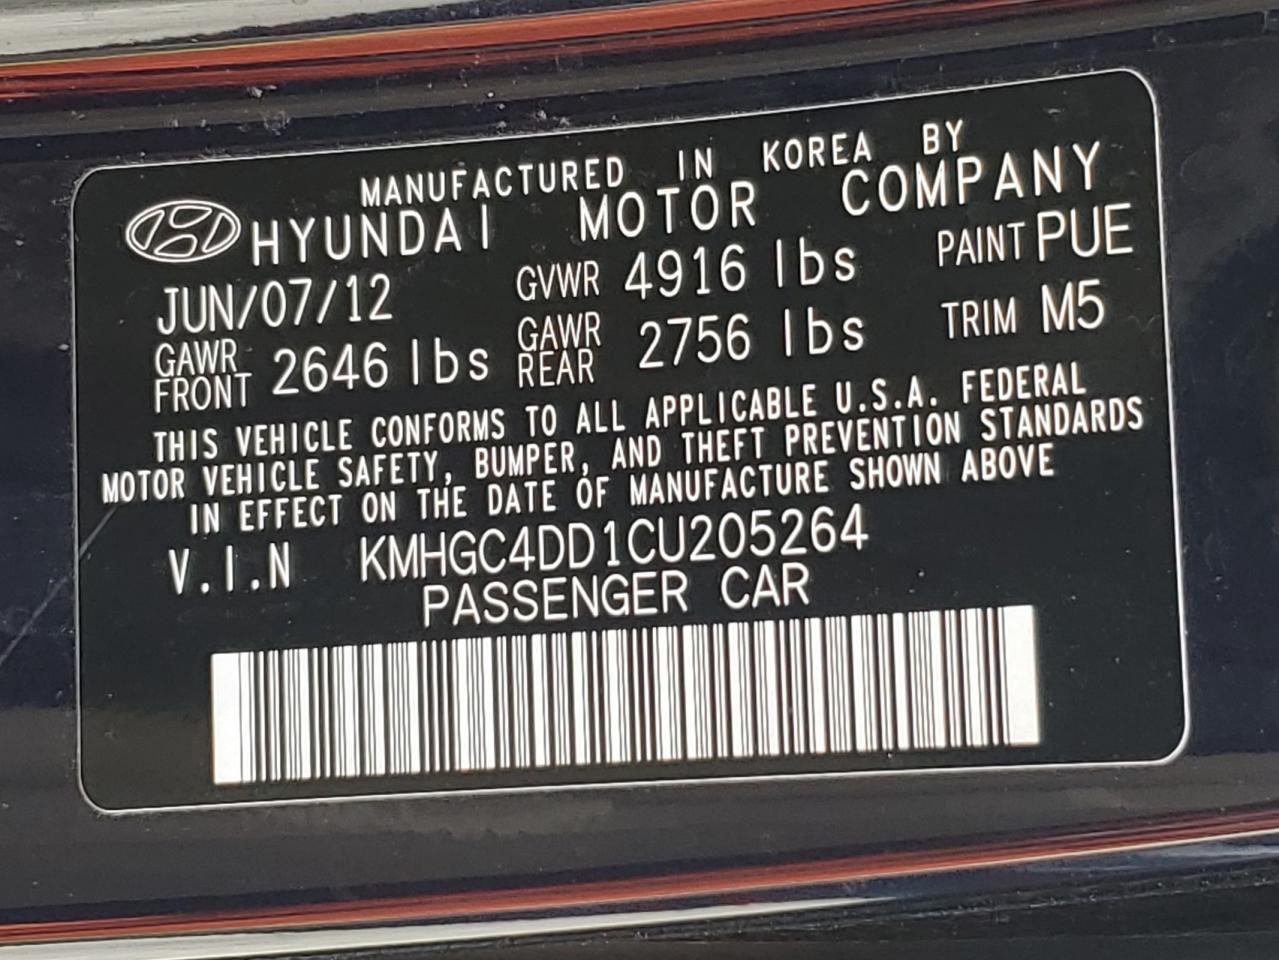 MANUFACTURED IN KOREA BY
HYUNDAI MOTOR COMPANY
JUN/07/12 GVWR 4916 lbs PAINT PUE
GAWR FRONT 2646 lbs GAWR REAR 2756 lbs TRIM M5
THIS VEHICLE CONFORMS TO ALL APPLICABLE U.S.A. FEDERAL
MOTOR VEHICLE SAFETY, BUMPER, AND THEFT PREVENTION STANDARDS
IN EFFECT ON THE DATE OF MANUFACTURE SHOWN ABOVE
V.I.N KMHGC4DD1CU205264
PASSENGER CAR